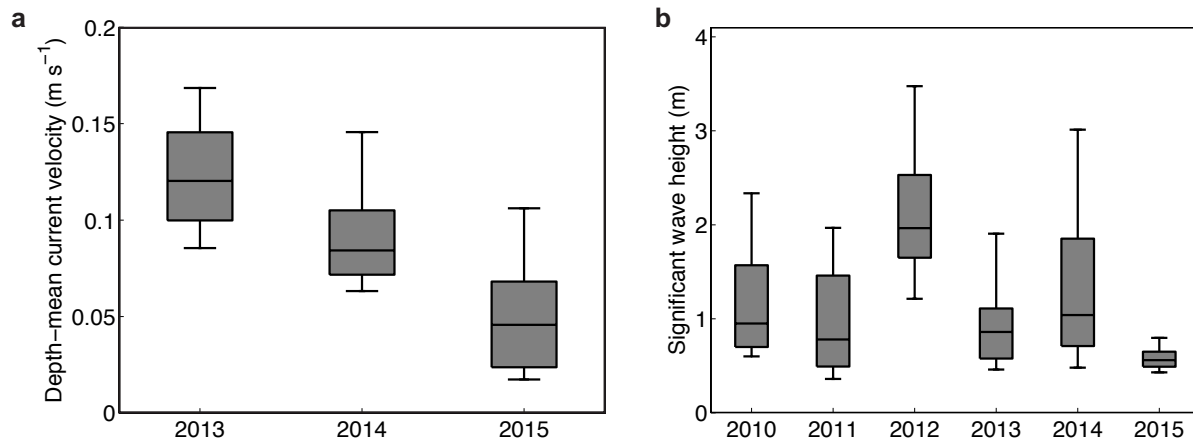 a
Depth−mean current velocity (m s⁻¹)
0.2
0.15
0.1
0.05
0
2013 2014 2015
b
Significant wave height (m)
4
3
2
1
0
2010 2011 2012 2013 2014 2015